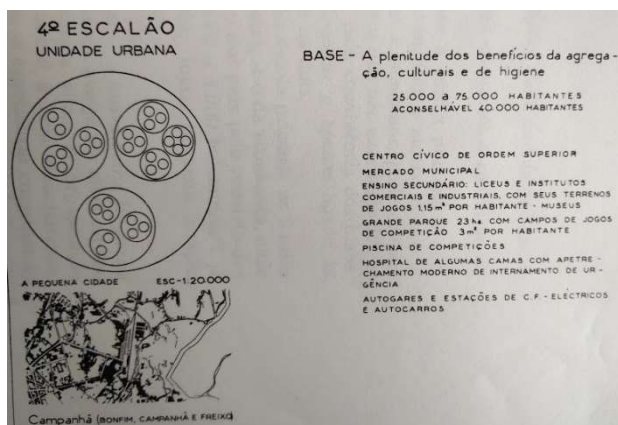 4º ESCALÃO
UNIDADE URBANA
BASE - A plenitude dos benefícios da agrega-
ção, culturais e de higiene
25.000 a 75.000 HABITANTES
ACONSELHÁVEL 40.000 HABITANTES
CENTRO CÍVICO DE ORDEM SUPERIOR
MERCADO MUNICIPAL
ENSINO SECUNDÁRIO: LICEUS E INSTITUTOS
COMERCIAIS E INDUSTRIAIS, COM SEUS TERRENOS
DE JOGOS 1,15 m² POR HABITANTE - MUSEUS
GRANDE PARQUE 23 ha COM CAMPOS DE JOGOS
DE COMPETIÇÃO 3 m² POR HABITANTE
PISCINA DE COMPETIÇÕES
HOSPITAL DE ALGUMAS CAMAS COM APETRE-
CHAMENTO MODERNO DE INTERNAMENTO DE UR-
GÊNCIA
AUTOGARES E ESTAÇÕES DE C.F. - ELÉCTRICOS
E AUTOCARROS
A PEQUENA CIDADE ESC-1:20.000
Campanhã (BONFIM, CAMPANHÃ E FREIXO)